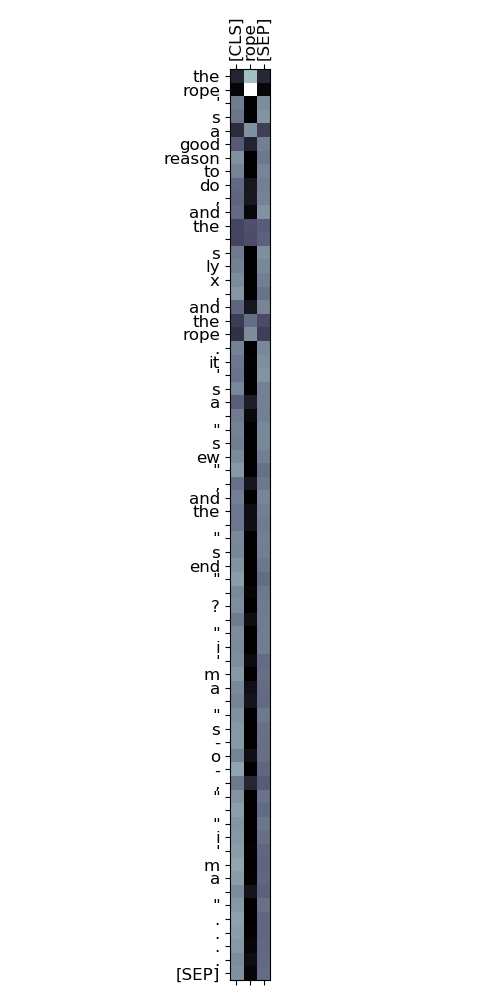 [CLS] rope [SEP]
the
rope
'
s
a
good
reason
to
do
,
and
the
s
ly
x
,
and
the
rope
.
it
'
s
a
"
s
ew
"
,
and
the
"
s
end
"
?
"
i
'
m
a
"
s
-
o
-
,
"
"
i
'
m
a
"
.
.
.
[SEP]